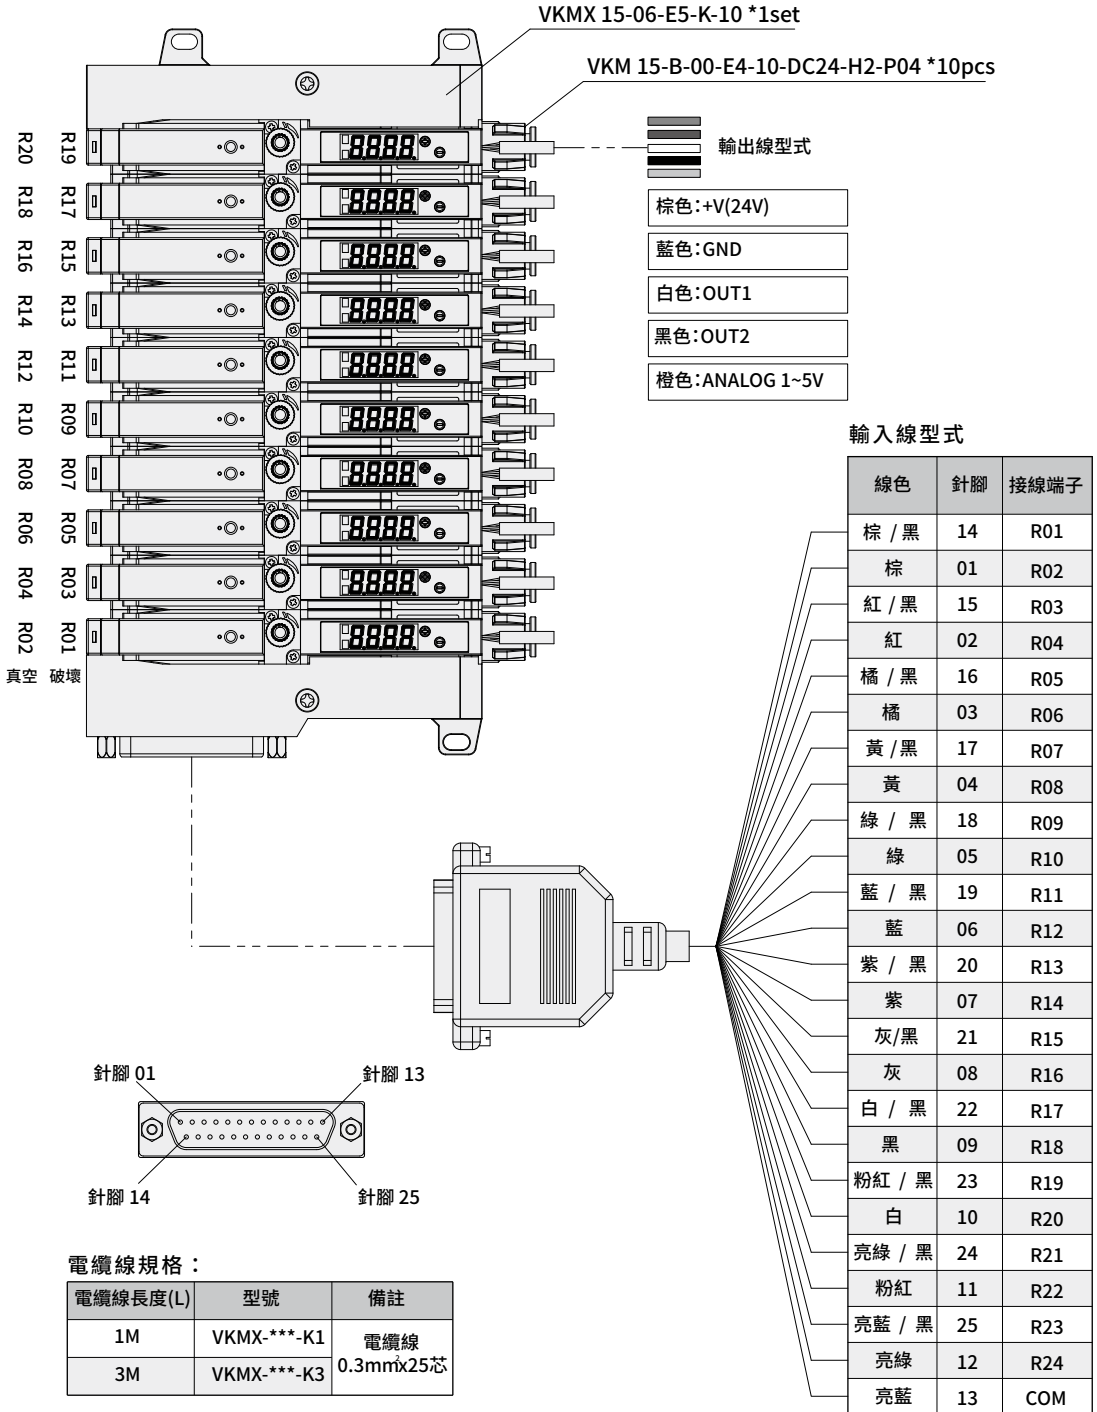 VKMX 15-06-E5-K-10 *1set
VKM 15-B-00-E4-10-DC24-H2-P04 *10pcs
輸出線型式
棕色:+V(24V)
藍色:GND
白色:OUT1
黑色:OUT2
橙色:ANALOG 1~5V
R20 R19
R18 R17
R16 R15
R14 R13
R12 R11
R10 R09
R08 R07
R06 R05
R04 R03
R02 R01
真空 破壞
輸入線型式
線色 針腳 接線端子
棕 / 黑 14 R01
棕 01 R02
紅 / 黑 15 R03
紅 02 R04
橘 / 黑 16 R05
橘 03 R06
黃 / 黑 17 R07
黃 04 R08
綠 / 黑 18 R09
綠 05 R10
藍 / 黑 19 R11
藍 06 R12
紫 / 黑 20 R13
紫 07 R14
灰/黑 21 R15
灰 08 R16
白 / 黑 22 R17
黑 09 R18
粉紅 / 黑 23 R19
白 10 R20
亮綠 / 黑 24 R21
粉紅 11 R22
亮藍 / 黑 25 R23
亮綠 12 R24
亮藍 13 COM
針腳 01
針腳 13
針腳 14
針腳 25
電纜線規格：
電纜線長度(L) 型號 備註
1M VKMX-***-K1
3M VKMX-***-K3
電纜線
0.3mm²x25芯